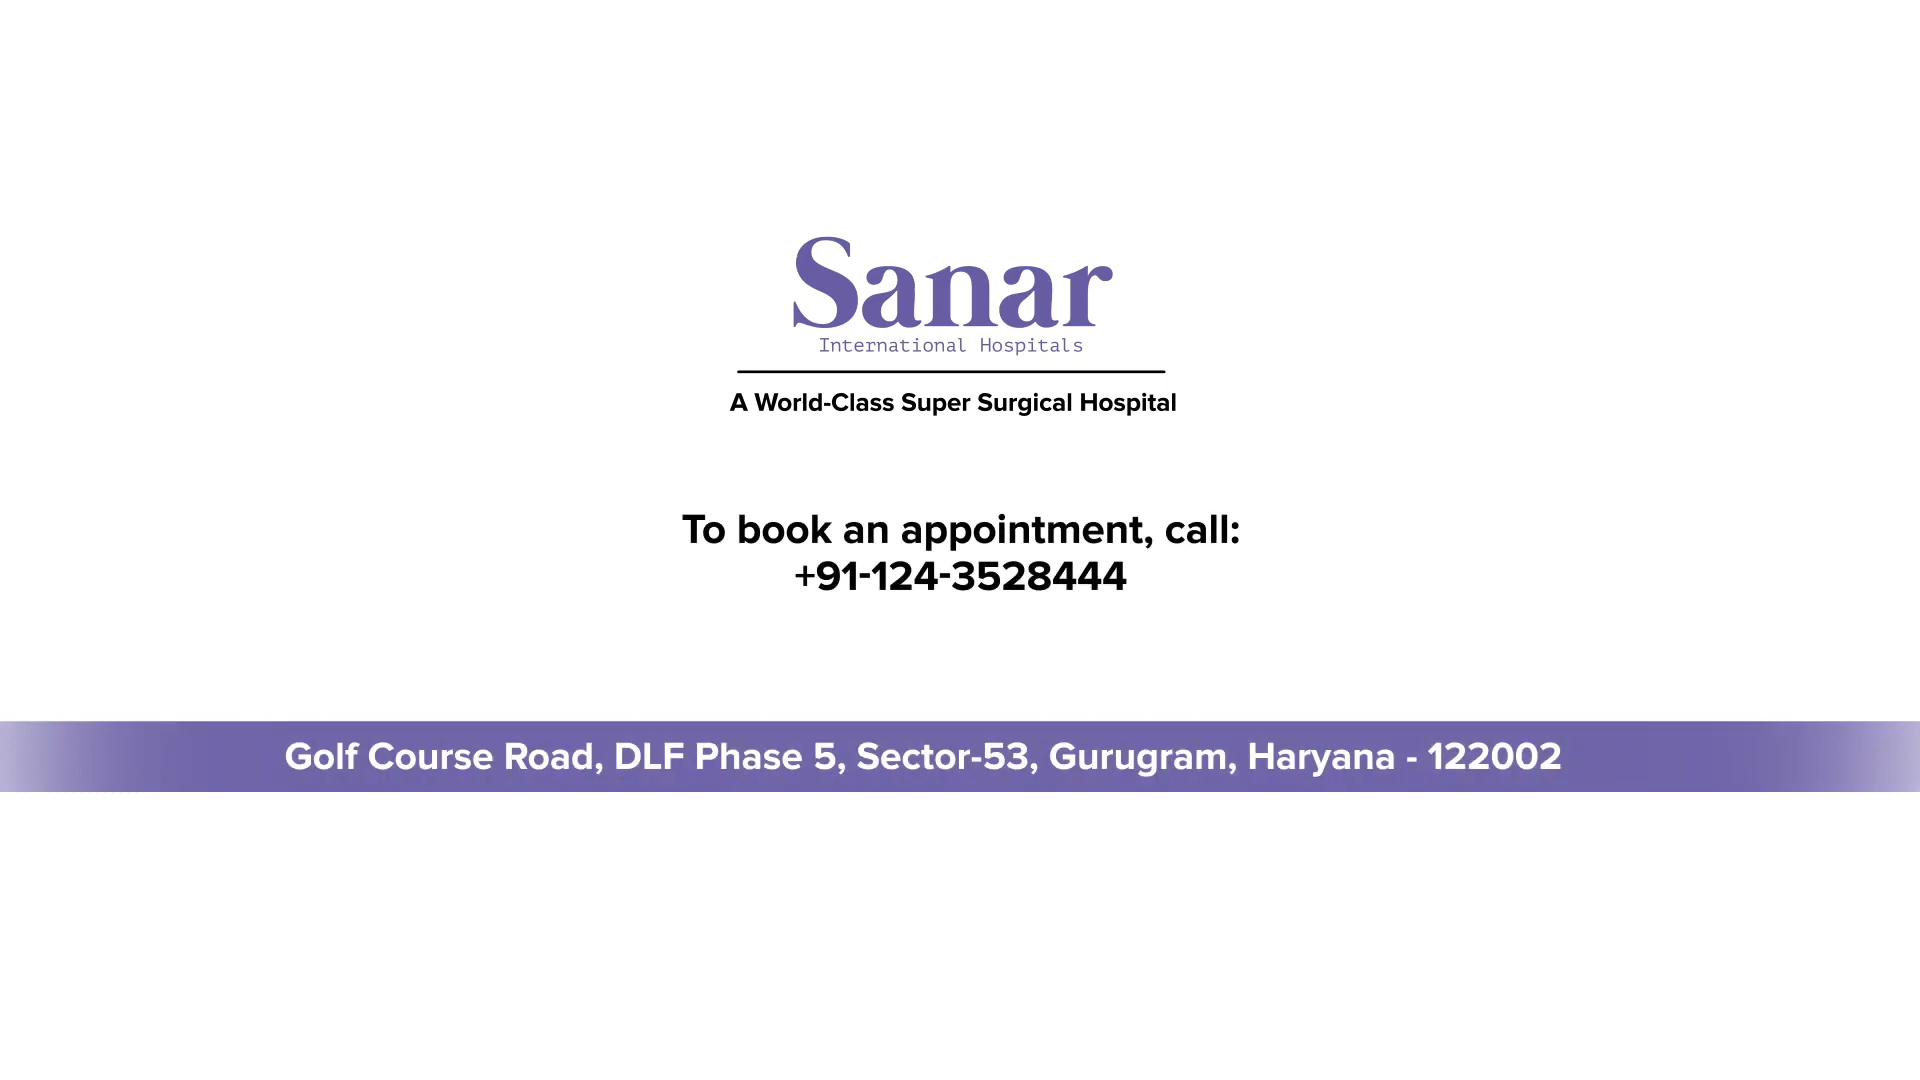 Sanar
International Hospitals
A World-Class Super Surgical Hospital
To book an appointment, call:
+91-124-3528444
Golf Course Road, DLF Phase 5, Sector-53, Gurugram, Haryana - 122002